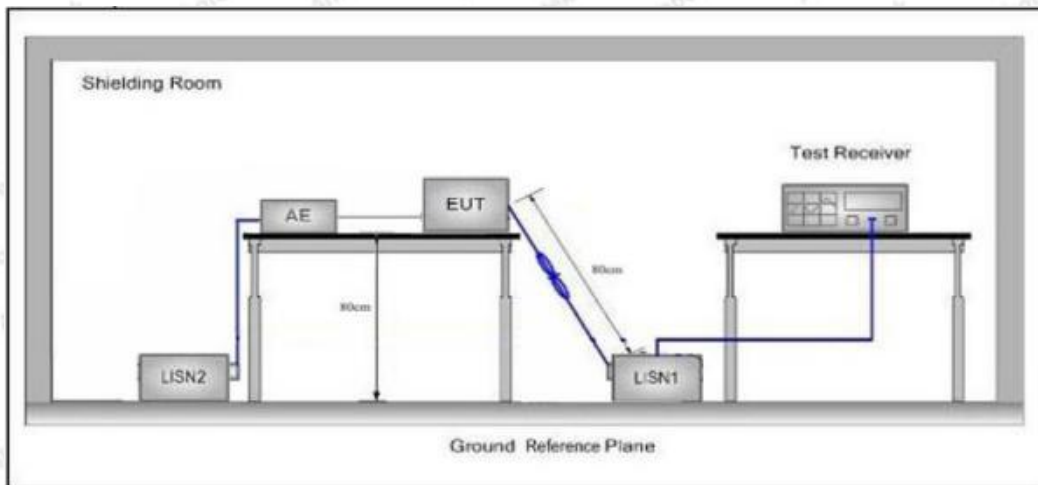 Shielding Room
Test Receiver
AE
EUT
80cm
80cm
LISN2
LISN1
Ground Reference Plane